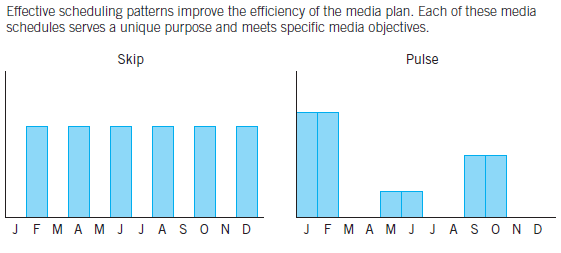 Effective scheduling patterns improve the efficiency of the media plan. Each of these media
schedules serves a unique purpose and meets specific media objectives.
Skip
Pulse
J F M A M J J A S O N D
J F M A M J J A S O N D